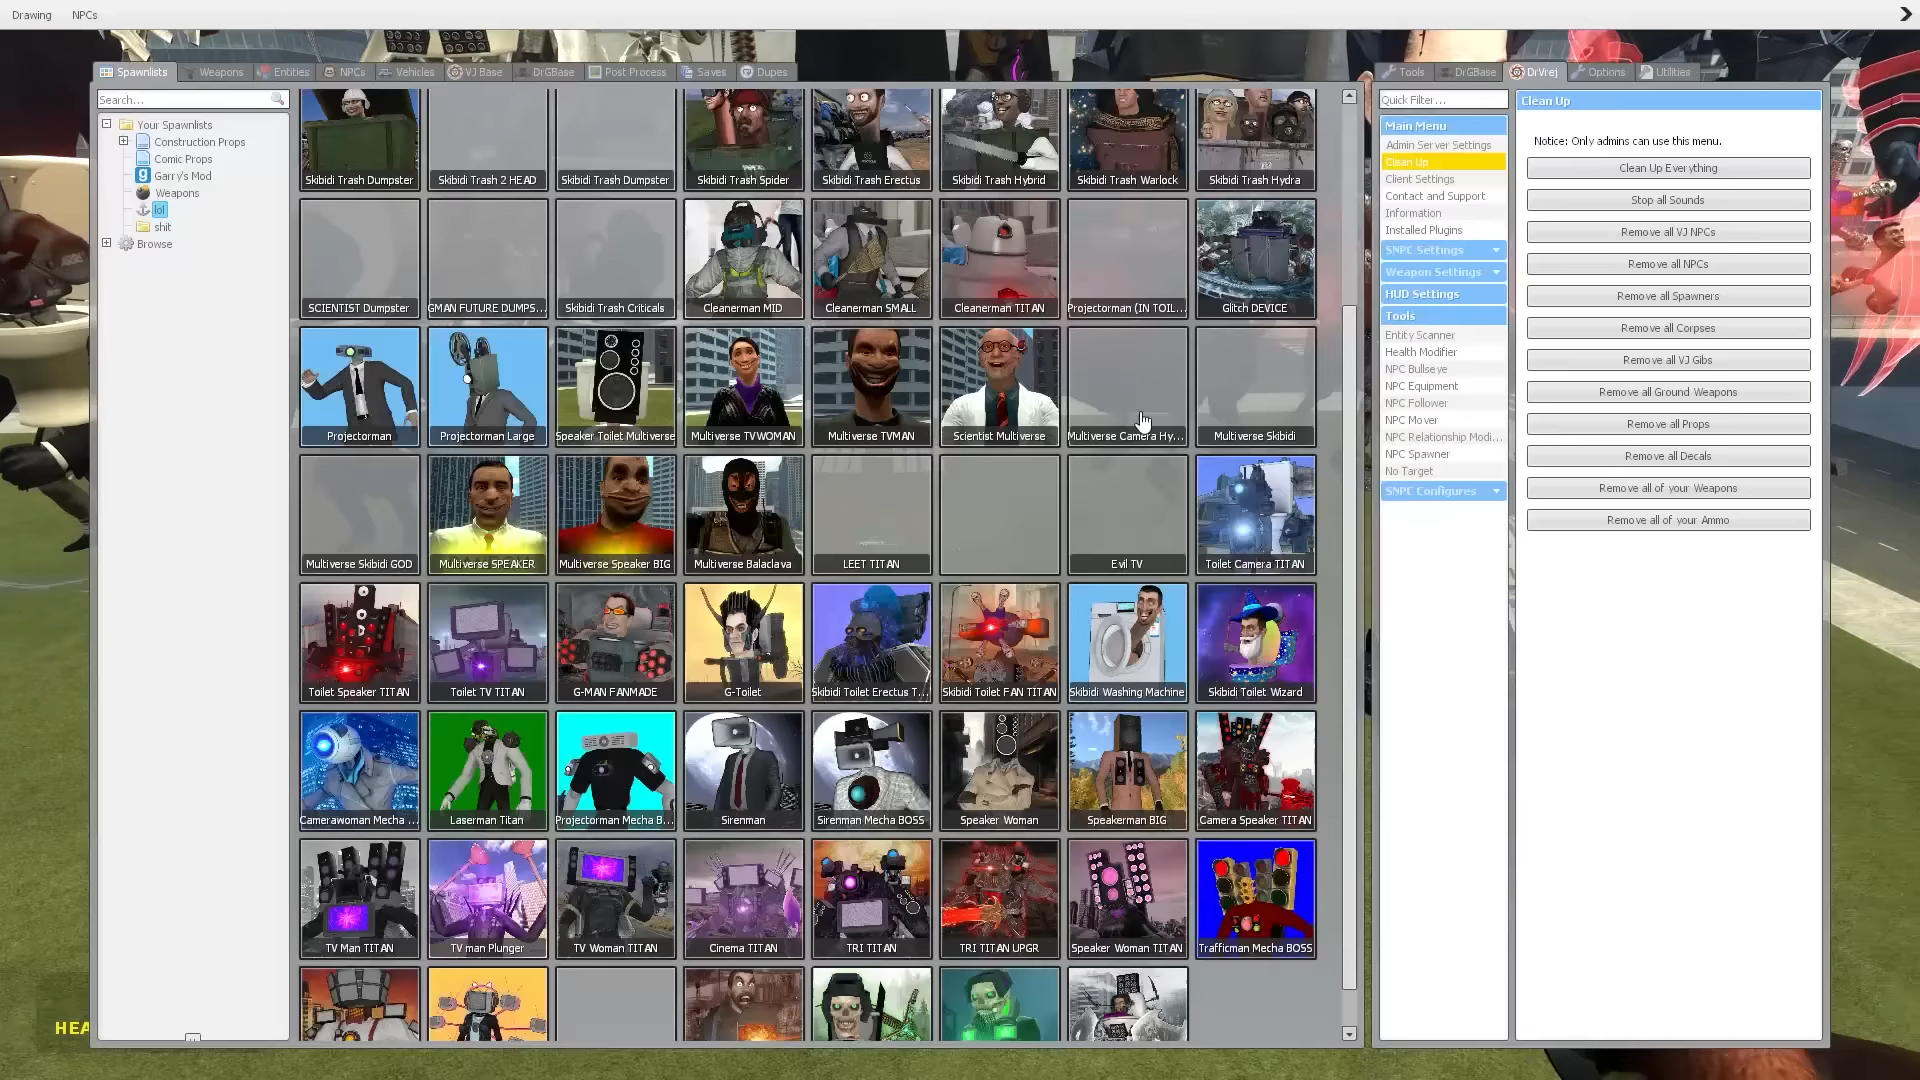 Drawing NPCs
Spawnlists Weapons Entities NPCs Vehicles VJ Base DrGBase Post Process Saves Dupes
Tools DrGBase DrVrej Options Utilities
Search...
Your Spawnlists
Construction Props
Comic Props
Garry's Mod
Weapons
lol
shit
Browse
Skibidi Trash Dumpster
Skibidi Trash 2 HEAD
Skibidi Trash Dumpster
Skibidi Trash Spider
Skibidi Trash Erectus
Skibidi Trash Hybrid
Skibidi Trash Warlock
Skibidi Trash Hydra
SCIENTIST Dumpster
GMAN FUTURE DUMPS...
Skibidi Trash Criticals
Cleanerman MID
Cleanerman SMALL
Cleanerman TITAN
Projectorman (IN TOIL...
Glitch DEVICE
Projectorman
Projectorman Large
Speaker Toilet Multiverse
Multiverse TVWOMAN
Multiverse TVMAN
Scientist Multiverse
Multiverse Camera Hy...
Multiverse Skibidi
Multiverse Skibidi GOD
Multiverse SPEAKER
Multiverse Speaker BIG
Multiverse Balaclava
LEET TITAN
Evil TV
Toilet Camera TITAN
Toilet Speaker TITAN
Toilet TV TITAN
G-MAN FANMADE
G-Toilet
Skibidi Toilet Erectus T...
Skibidi Toilet FAN TITAN
Skibidi Washing Machine
Skibidi Toilet Wizard
Camerawoman Mecha ...
Laserman Titan
Projectorman Mecha B...
Sirenman
Sirenman Mecha BOSS
Speaker Woman
Speakerman BIG
Camera Speaker TITAN
TV Man TITAN
TV man Plunger
TV Woman TITAN
Cinema TITAN
TRI TITAN
TRI TITAN UPGR
Speaker Woman TITAN
Trafficman Mecha BOSS
HEA
Quick Filter...
Main Menu
Admin Server Settings
Clean Up
Client Settings
Contact and Support
Information
Installed Plugins
SNPC Settings
Weapon Settings
HUD Settings
Tools
Entity Scanner
Health Modifier
NPC Bullseye
NPC Equipment
NPC Follower
NPC Mover
NPC Relationship Modi...
NPC Spawner
No Target
SNPC Configures
Clean Up
Notice: Only admins can use this menu.
Clean Up Everything
Stop all Sounds
Remove all VJ NPCs
Remove all NPCs
Remove all Spawners
Remove all Corpses
Remove all VJ Gibs
Remove all Ground Weapons
Remove all Props
Remove all Decals
Remove all of your Weapons
Remove all of your Ammo